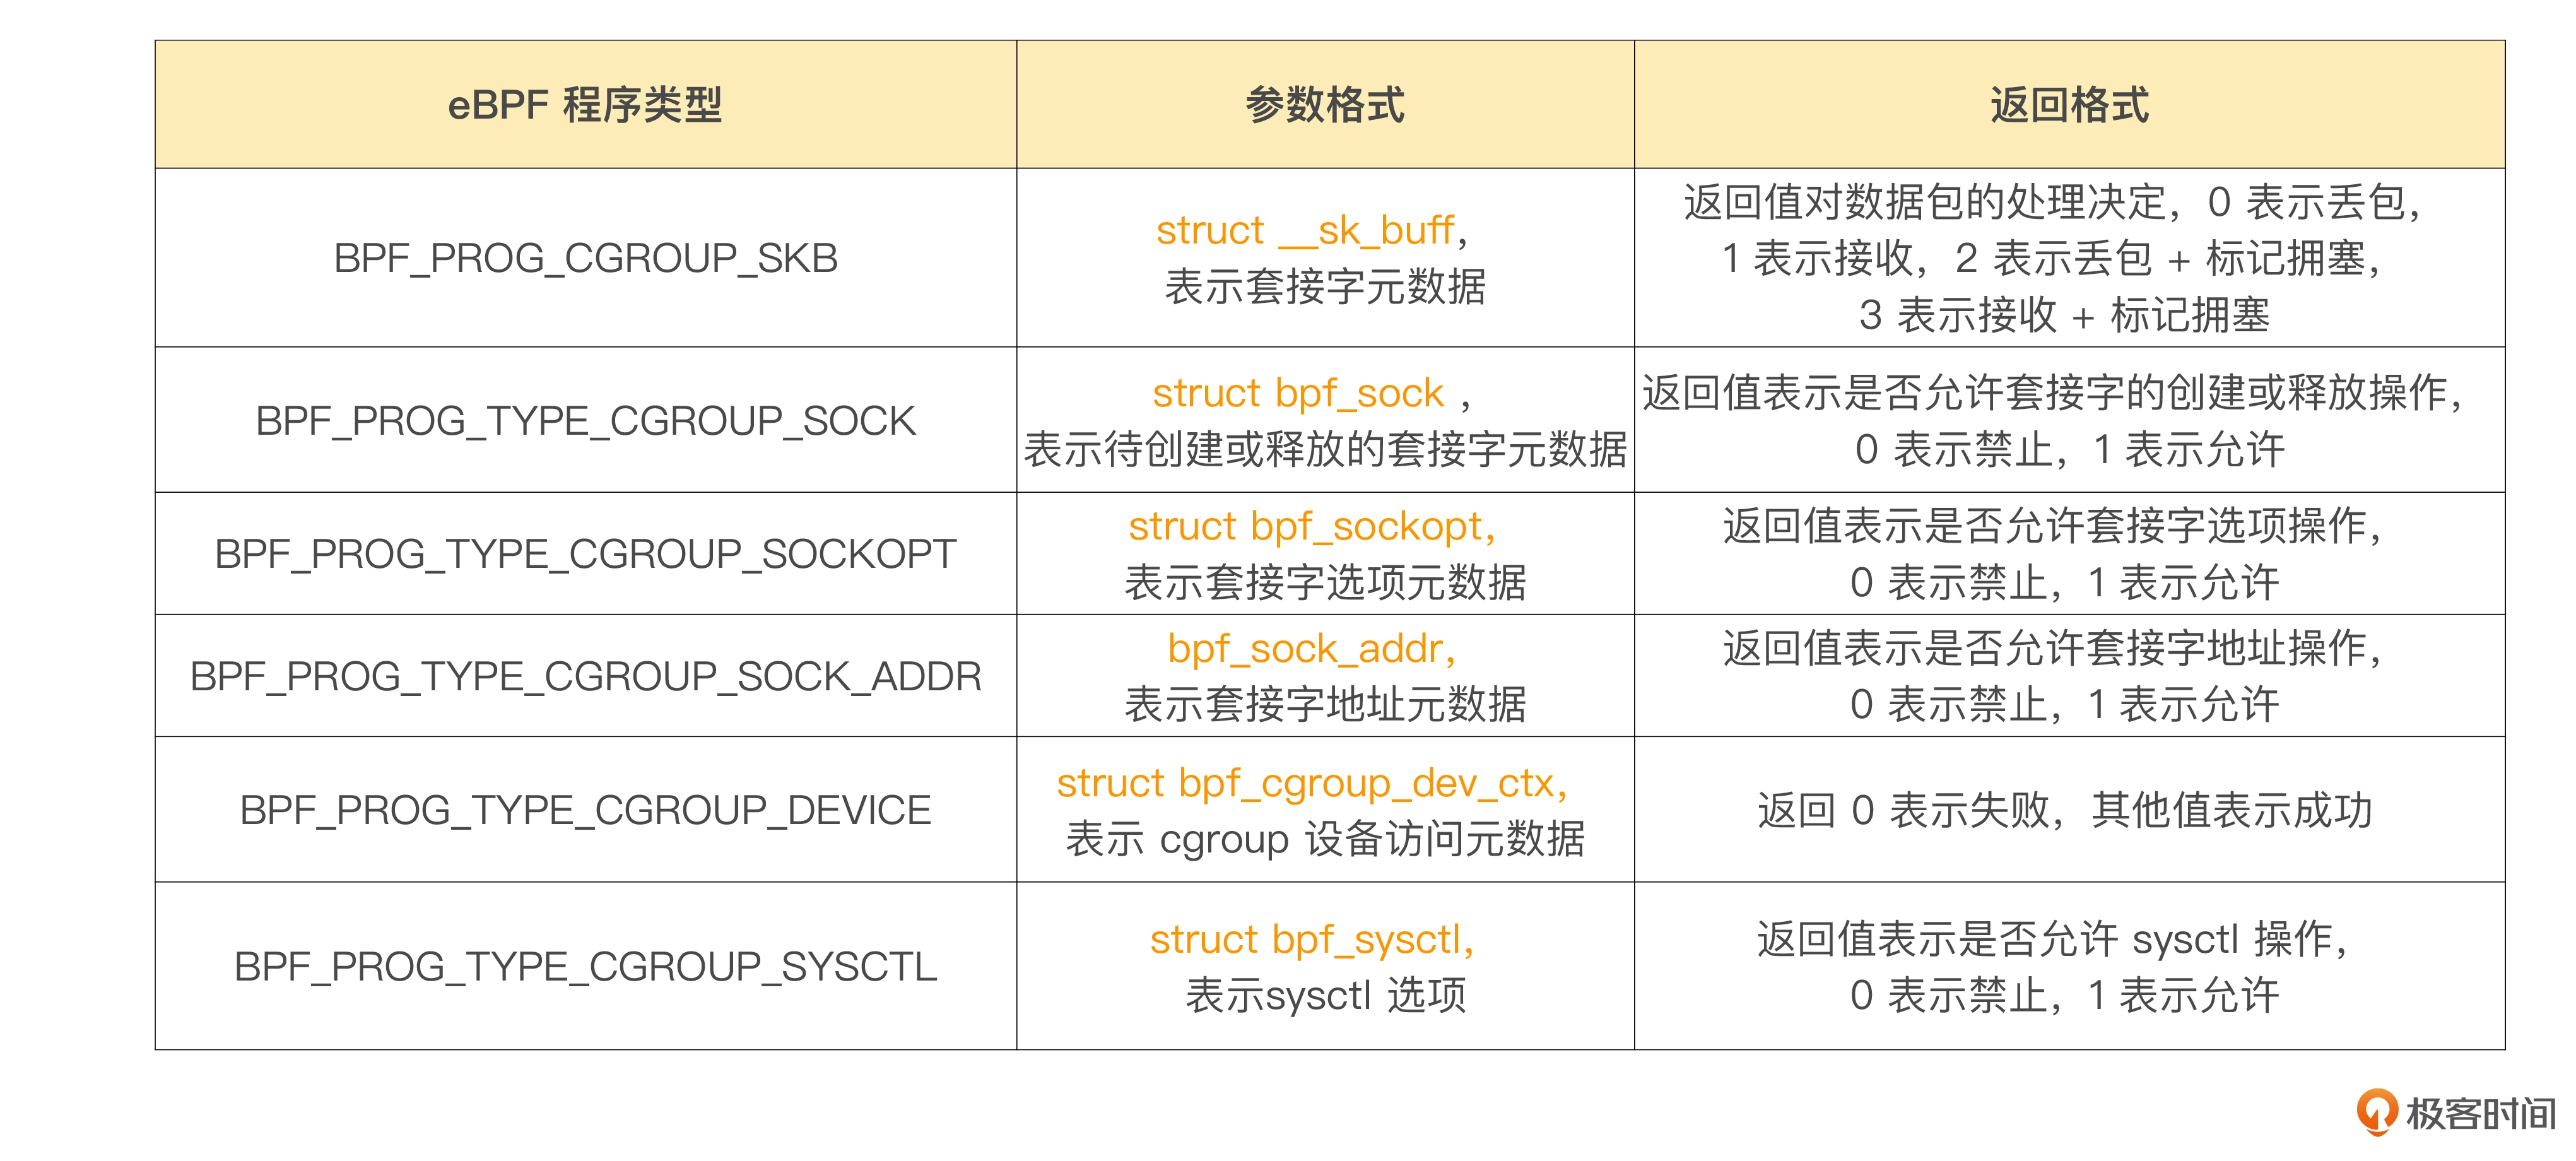 eBPF 程序类型
参数格式
返回格式
BPF_PROG_CGROUP_SKB
struct __sk_buff，
表示套接字元数据
返回值对数据包的处理决定，0 表示丢包，
1 表示接收，2 表示丢包 + 标记拥塞，
3 表示接收 + 标记拥塞
BPF_PROG_TYPE_CGROUP_SOCK
struct bpf_sock ，
表示待创建或释放的套接字元数据
返回值表示是否允许套接字的创建或释放操作，
0 表示禁止，1 表示允许
BPF_PROG_TYPE_CGROUP_SOCKOPT
struct bpf_sockopt，
表示套接字选项元数据
返回值表示是否允许套接字选项操作，
0 表示禁止，1 表示允许
BPF_PROG_TYPE_CGROUP_SOCK_ADDR
bpf_sock_addr，
表示套接字地址元数据
返回值表示是否允许套接字地址操作，
0 表示禁止，1 表示允许
BPF_PROG_TYPE_CGROUP_DEVICE
struct bpf_cgroup_dev_ctx，
表示 cgroup 设备访问元数据
返回 0 表示失败，其他值表示成功
BPF_PROG_TYPE_CGROUP_SYSCTL
struct bpf_sysctl，
表示sysctl 选项
返回值表示是否允许 sysctl 操作，
0 表示禁止，1 表示允许
极客时间